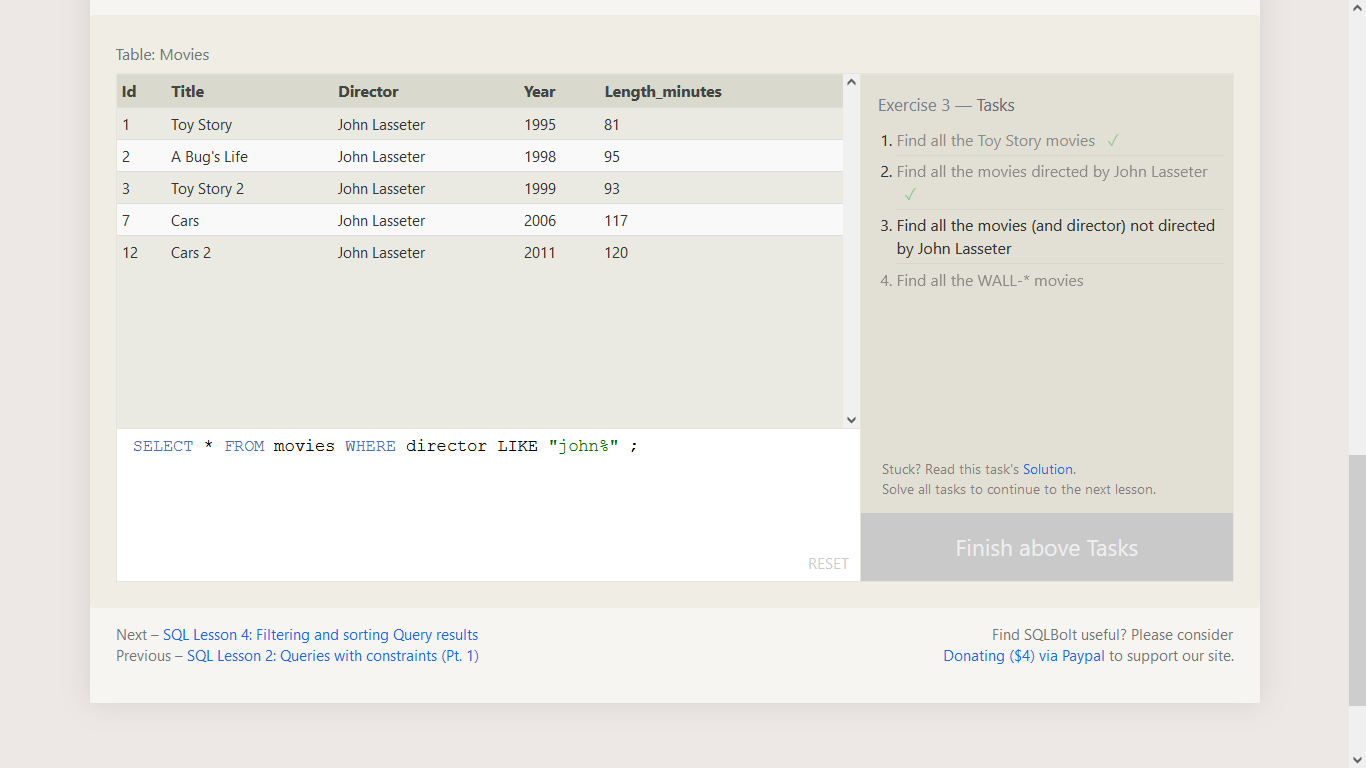 Table: Movies
Id Title Director Year Length_minutes
1 Toy Story John Lasseter 1995 81
2 A Bug's Life John Lasseter 1998 95
3 Toy Story 2 John Lasseter 1999 93
7 Cars John Lasseter 2006 117
12 Cars 2 John Lasseter 2011 120
SELECT * FROM movies WHERE director LIKE "john%" ;
RESET
Exercise 3 — Tasks
1. Find all the Toy Story movies ✓
2. Find all the movies directed by John Lasseter
✓
3. Find all the movies (and director) not directed
by John Lasseter
4. Find all the WALL-* movies
Stuck? Read this task's Solution.
Solve all tasks to continue to the next lesson.
Finish above Tasks
Next – SQL Lesson 4: Filtering and sorting Query results
Previous – SQL Lesson 2: Queries with constraints (Pt. 1)
Find SQLBolt useful? Please consider
Donating ($4) via Paypal to support our site.